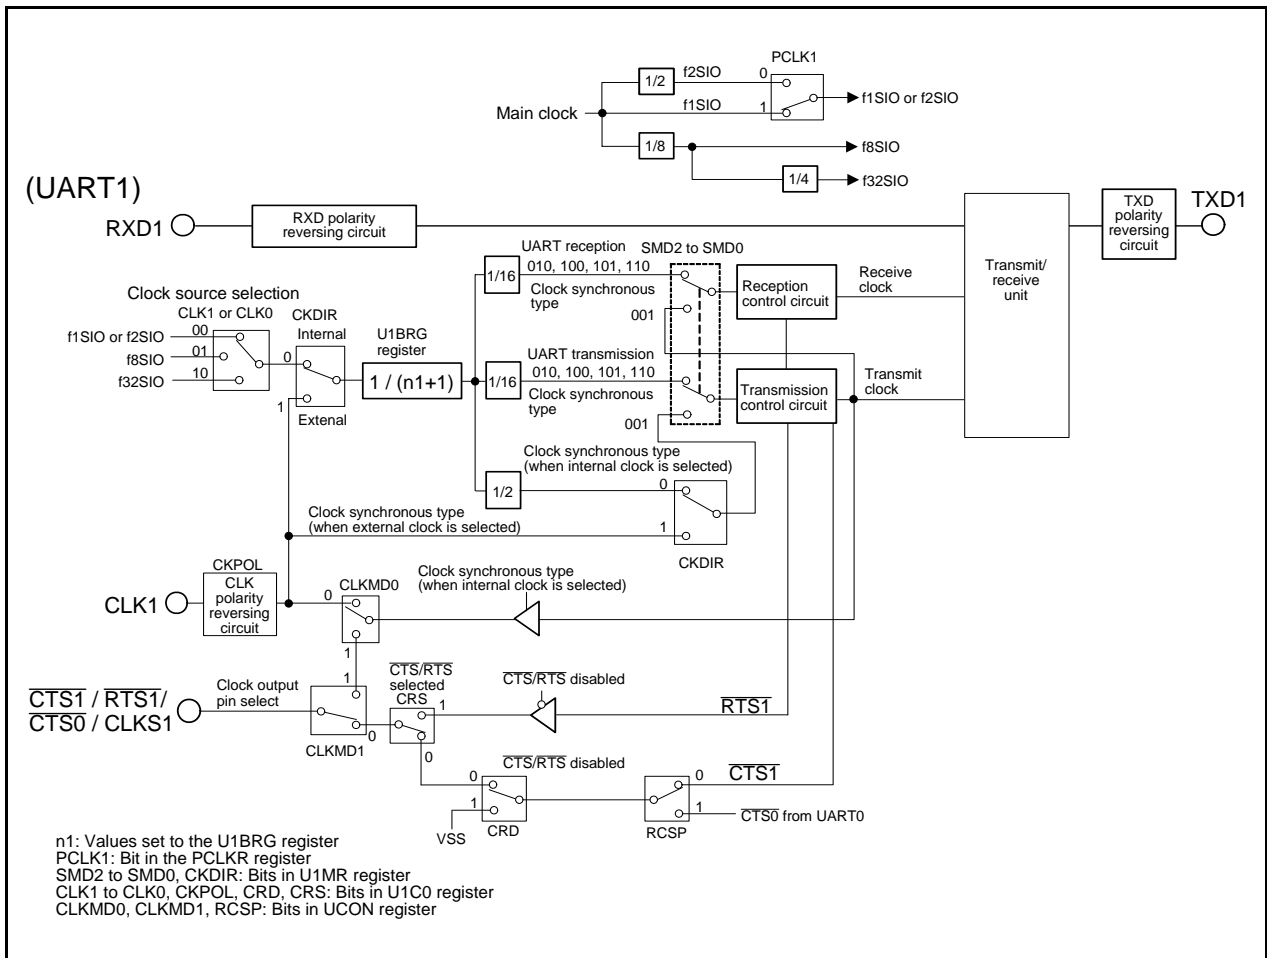 PCLK1
1/2
f2SIO
0
Main clock
f1SIO
1
f1SIO or f2SIO
1/8
f8SIO
1/4
f32SIO
(UART1)
RXD1
RXD polarity
reversing circuit
TXD
polarity
reversing
circuit
TXD1
Transmit/
receive
unit
UART reception
SMD2 to SMD0
1/16
010, 100, 101, 110
Clock synchronous
type
001
Reception
control circuit
Receive
clock
Clock source selection
CLK1 or CLK0
f1SIO or f2SIO
00
f8SIO
01
f32SIO
10
CKDIR
Internal
0
1
Extenal
U1BRG
register
1 / (n1+1)
UART transmission
1/16
010, 100, 101, 110
Clock synchronous
type
001
Transmission
control circuit
Transmit
clock
Clock synchronous type
(when internal clock is selected)
1/2
0
Clock synchronous type
(when external clock is selected)
1
CKDIR
CKPOL
CLK1
CLK
polarity
reversing
circuit
CLKMD0
0
1
Clock synchronous type
(when internal clock is selected)
CTS1 / RTS1/
CTS0 / CLKS1
Clock output
pin select
1
0
CLKMD1
CTS/RTS
selected
CRS
1
0
CTS/RTS disabled
RTS1
CTS/RTS disabled
0
1
VSS
CRD
0
CTS1
1
CTS0 from UART0
RCSP
n1: Values set to the U1BRG register
PCLK1: Bit in the PCLKR register
SMD2 to SMD0, CKDIR: Bits in U1MR register
CLK1 to CLK0, CKPOL, CRD, CRS: Bits in U1C0 register
CLKMD0, CLKMD1, RCSP: Bits in UCON register